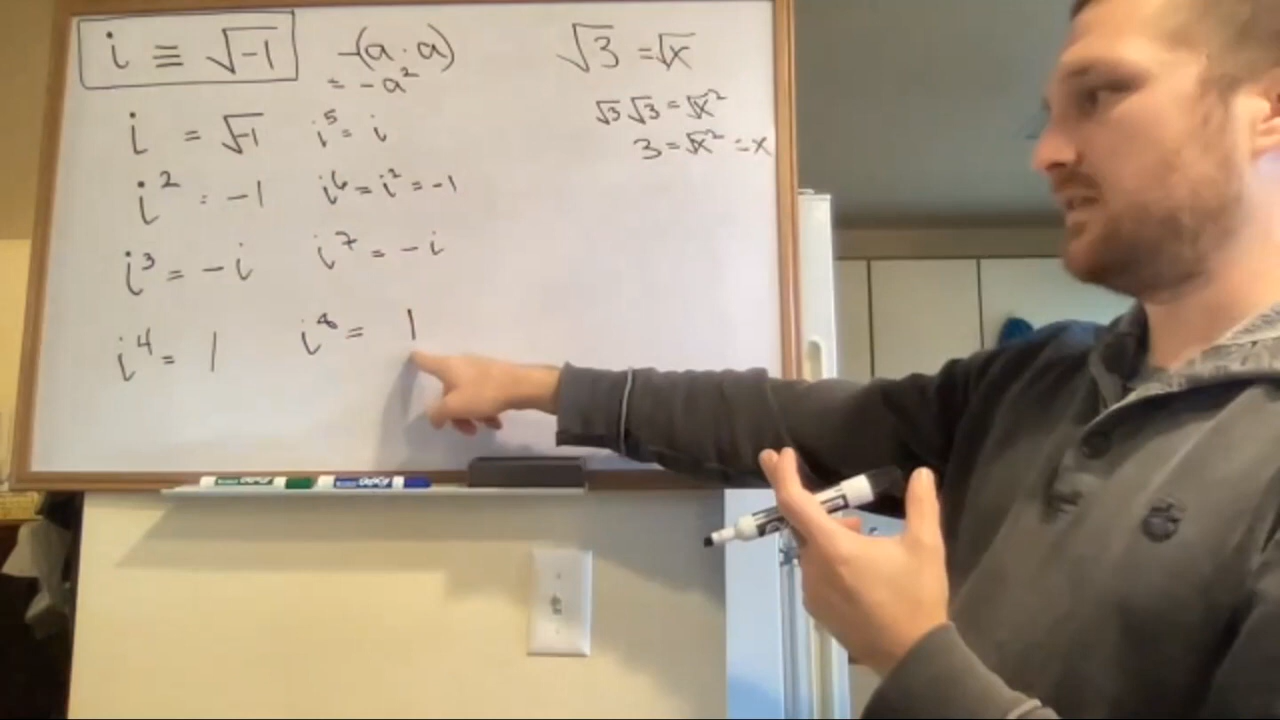 i ≡ √-1
-(a·a)
= -a²
i = √-1
i⁵ = i
i² = -1
i⁶ = i² = -1
i³ = -i
i⁷ = -i
i⁴ = 1
i⁸ = 1
√3 = √x
√3 √3 = √x²
3 = √x² = x
EXPO